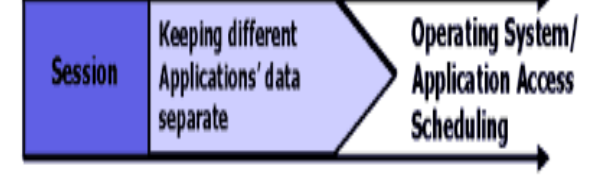 Session
Keeping different
Applications' data
separate
Operating System/
Application Access
Scheduling